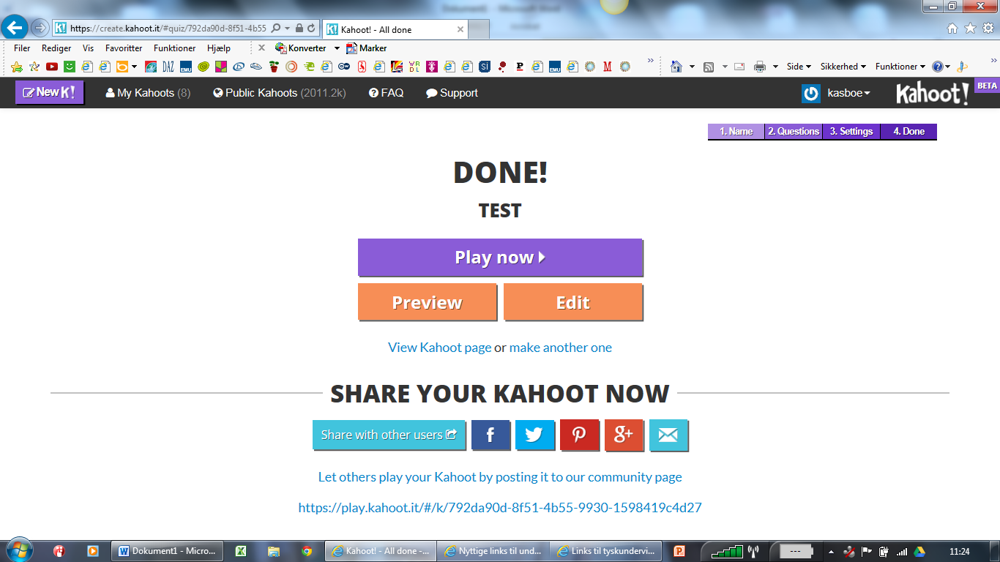 https://create.kahoot.it/#quiz/792da90d-8f51-4b55
Kahoot! - All done
Filer Rediger Vis Favoritter Funktioner Hjælp
Konverter Marker
Side Sikkerhed Funktioner
New K!
My Kahoots (8)
Public Kahoots (2011.2k)
FAQ
Support
kasboe
Kahoot!
BETA
1. Name 2. Questions 3. Settings 4. Done
DONE!
TEST
Play now
Preview Edit
View Kahoot page or make another one
SHARE YOUR KAHOOT NOW
Share with other users
Let others play your Kahoot by posting it to our community page
https://play.kahoot.it/#/k/792da90d-8f51-4b55-9930-1598419c4d27
Dokument1 - Micro...
Kahoot! - All done -...
Nyttige links til und...
Links til tyskundervi...
11:24